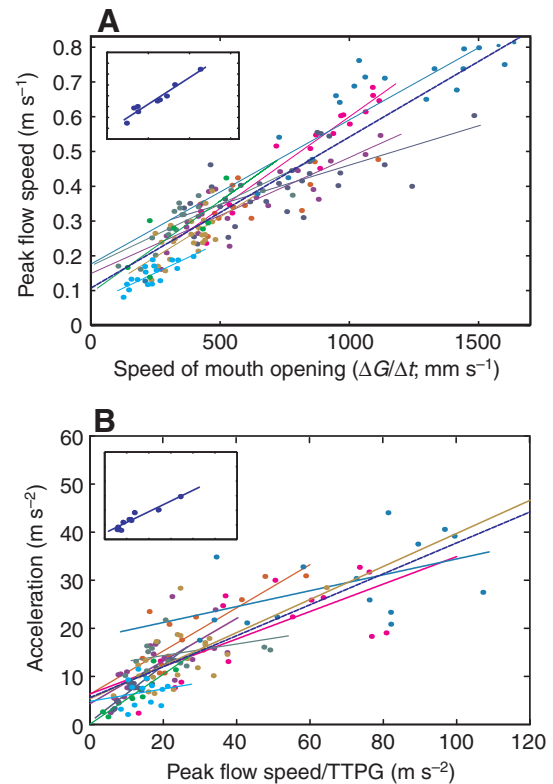 A
0.8
0.7
0.6
0.5
0.4
0.3
0.2
0.1
0
Peak flow speed (m s−1)
0 500 1000 1500
Speed of mouth opening (ΔG/Δt; mm s−1)
B
60
50
40
30
20
10
0
Acceleration (m s−2)
0 20 40 60 80 100 120
Peak flow speed/TTPG (m s−2)